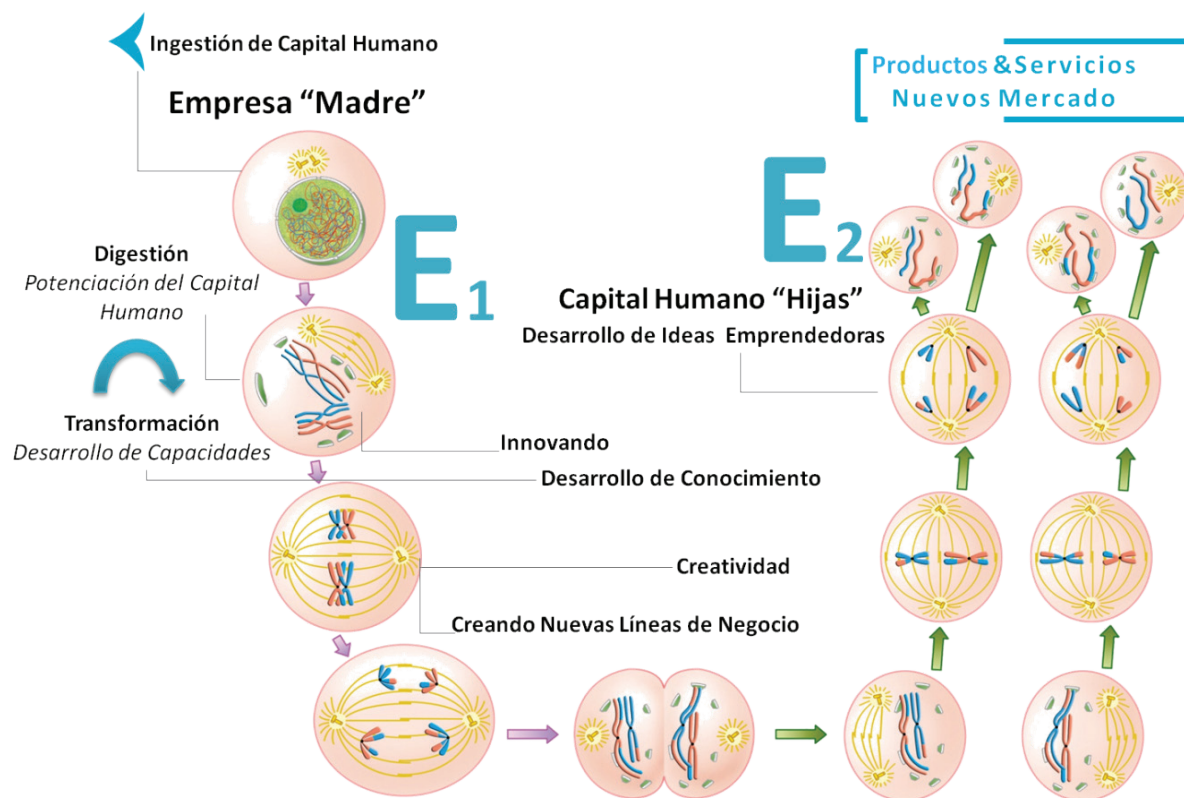 Ingestión de Capital Humano
Empresa “Madre”
E1
Digestión
Potenciación del Capital
Humano
Transformación
Desarrollo de Capacidades
Innovando
Desarrollo de Conocimiento
Creatividad
Creando Nuevas Líneas de Negocio
Productos &Servicios
Nuevos Mercado
E2
Capital Humano “Hijas”
Desarrollo de Ideas Emprendedoras